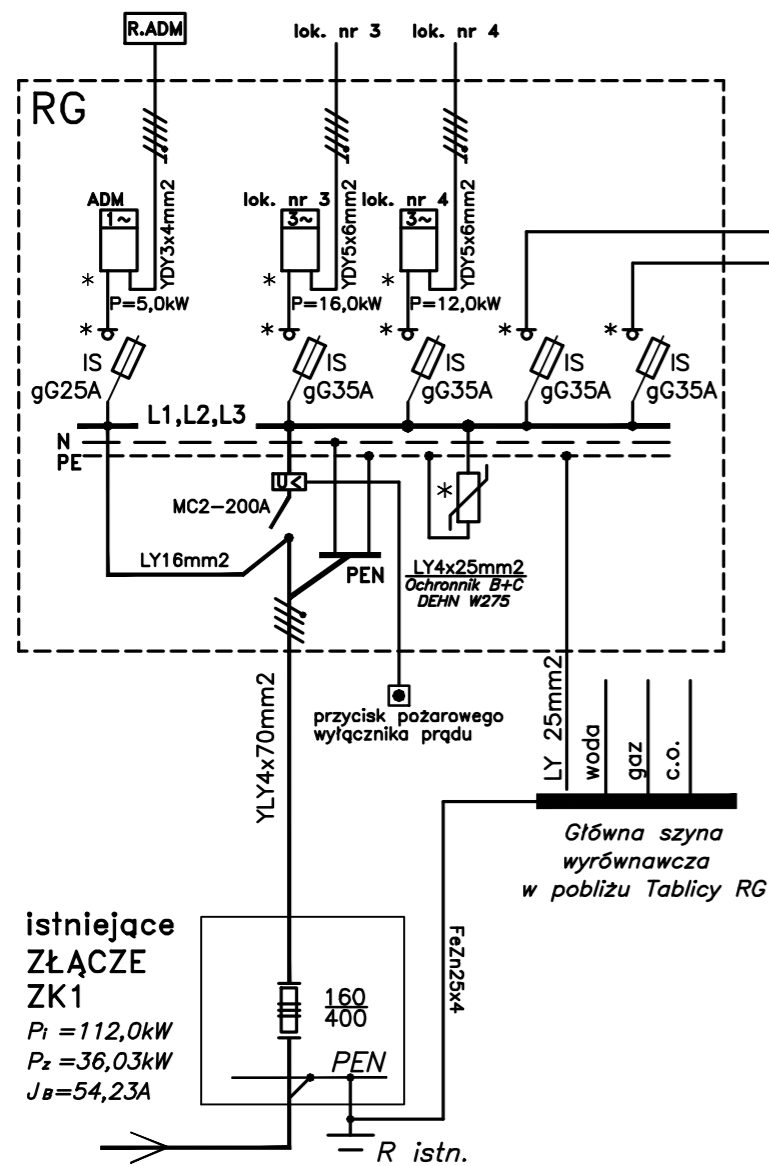 R.ADM
lok. nr 3
lok. nr 4
RG
ADM
1~
lok. nr 3
3~
lok. nr 4
3~
YDY3x4mm2
YDY5x6mm2
YDY5x6mm2
*
*
*
P=5,0kW
P=16,0kW
P=12,0kW
*
*
*
*
*
IS
gG25A
IS
gG35A
IS
gG35A
IS
gG35A
IS
gG35A
L1,L2,L3
N
PE
U<
MC2-200A
*
LY16mm2
PEN
LY4x25mm2
Ochronnik B+C
DEHN W275
YLY4x70mm2
przycisk pożarowego
wyłącznika prądu
LY 25mm2
woda
gaz
c.o.
Główna szyna
wyrównawcza
w pobliżu Tablicy RG
FeZn25x4
istniejące
ZŁĄCZE
ZK1
Pi =112,0kW
Pz =36,03kW
JB=54,23A
160
400
PEN
R istn.